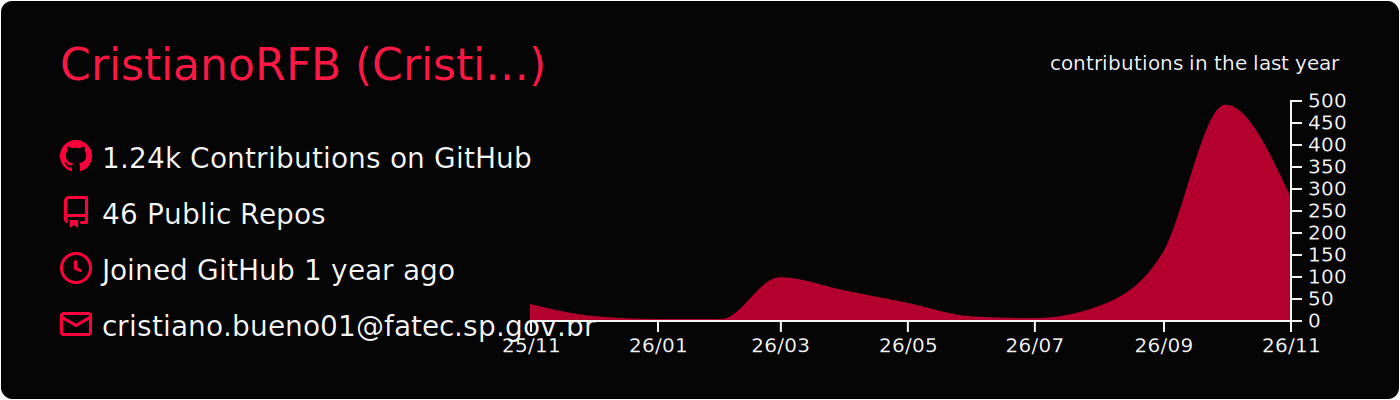 CristianoRFB (Cristi...)
contributions in the last year
1.24k Contributions on GitHub
46 Public Repos
Joined GitHub 1 year ago
cristiano.bueno01@fatec.sp.gov.br
500
450
400
350
300
250
200
150
100
50
0
25/11 26/01 26/03 26/05 26/07 26/09 26/11